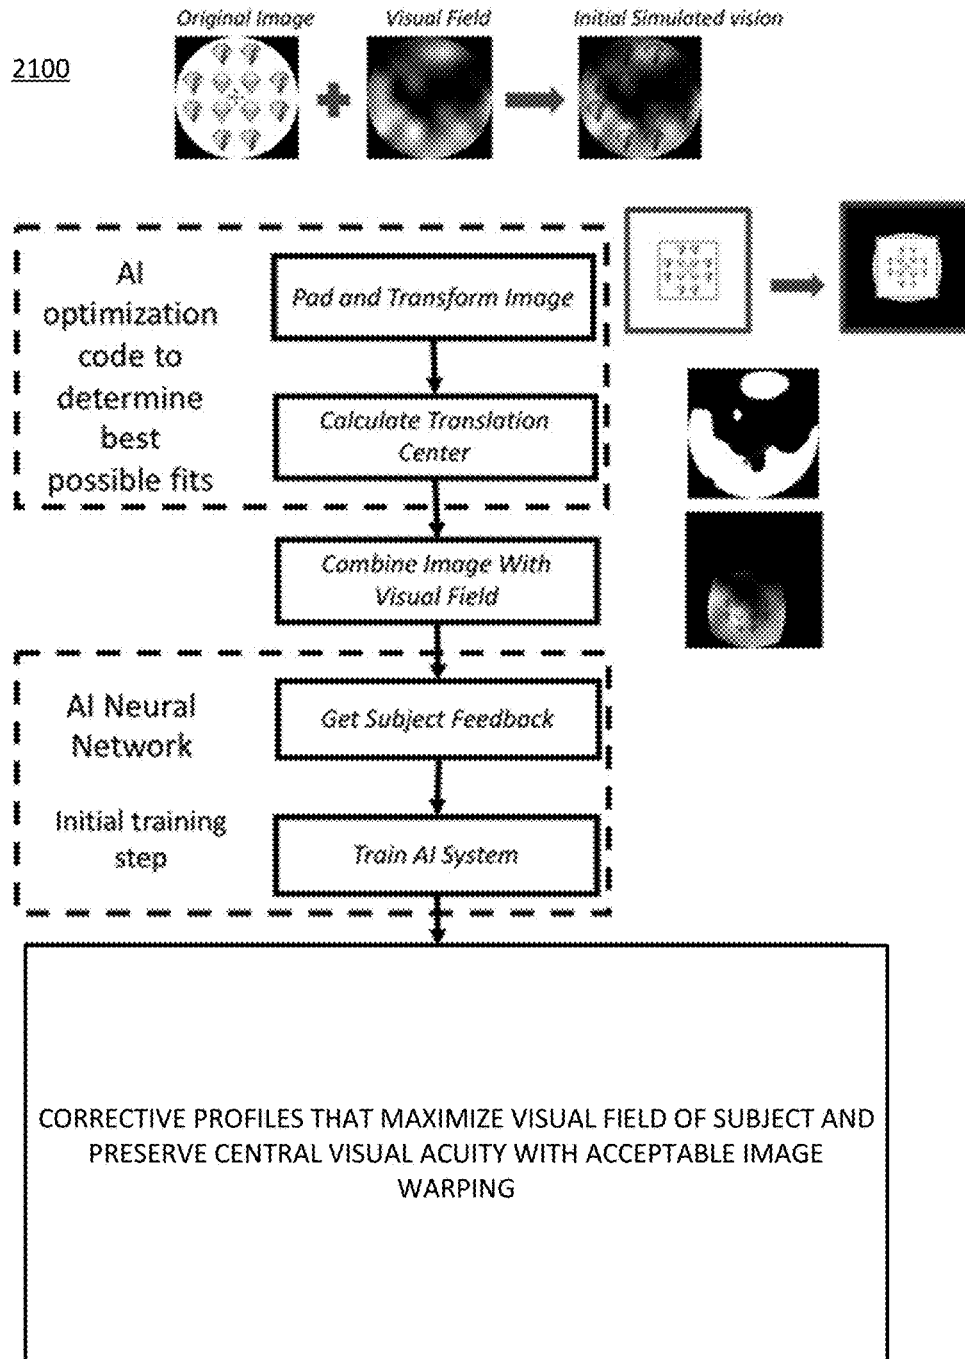 Original Image
Visual Field
Initial Simulated vision
2100
AI
optimization
code to
determine
best
possible fits
Pad and Transform Image
Calculate Translation
Center
Combine Image With
Visual Field
AI Neural
Network
Initial training
step
Get Subject Feedback
Train AI System
CORRECTIVE PROFILES THAT MAXIMIZE VISUAL FIELD OF SUBJECT AND
PRESERVE CENTRAL VISUAL ACUITY WITH ACCEPTABLE IMAGE
WARPING